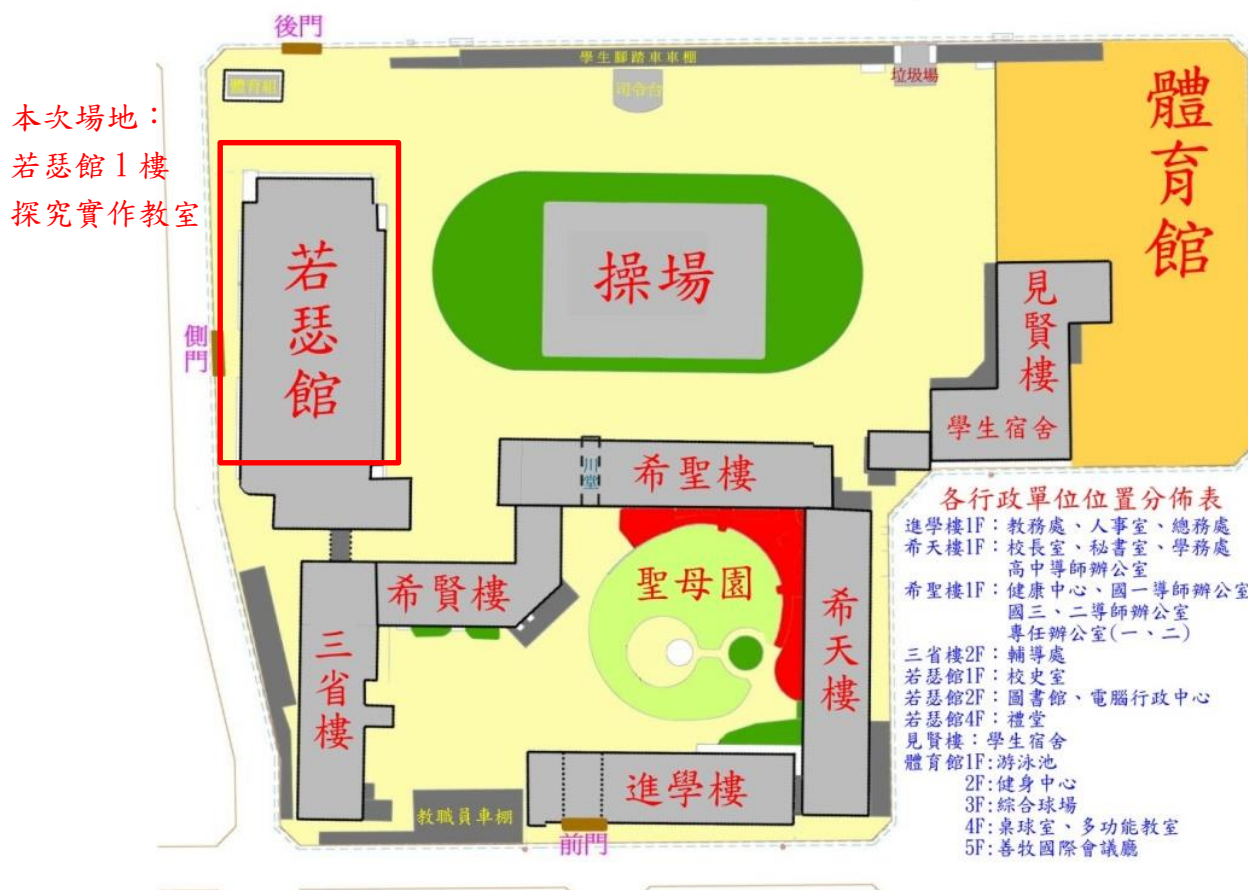 後門
學生腳踏車車棚
垃圾場
體育組
司令台
體育館
本次場地：
若瑟館1樓
探究實作教室
若瑟館
操場
側門
見賢樓
學生宿舍
川堂
希聖樓
各行政單位位置分佈表
進學樓1F：教務處、人事室、總務處
希天樓1F：校長室、秘書室、學務處
高中導師辦公室
希聖樓1F：健康中心、國一導師辦公室
國三、二導師辦公室
專任辦公室(一、二)
三省樓2F：輔導處
若瑟館1F：校史室
若瑟館2F：圖書館、電腦行政中心
若瑟館4F：禮堂
見賢樓：學生宿舍
體育館1F:游泳池
2F:健身中心
3F:綜合球場
4F:桌球室、多功能教室
5F:善牧國際會議廳
希賢樓
聖母園
希天樓
三省樓
進學樓
教職員車棚
前門